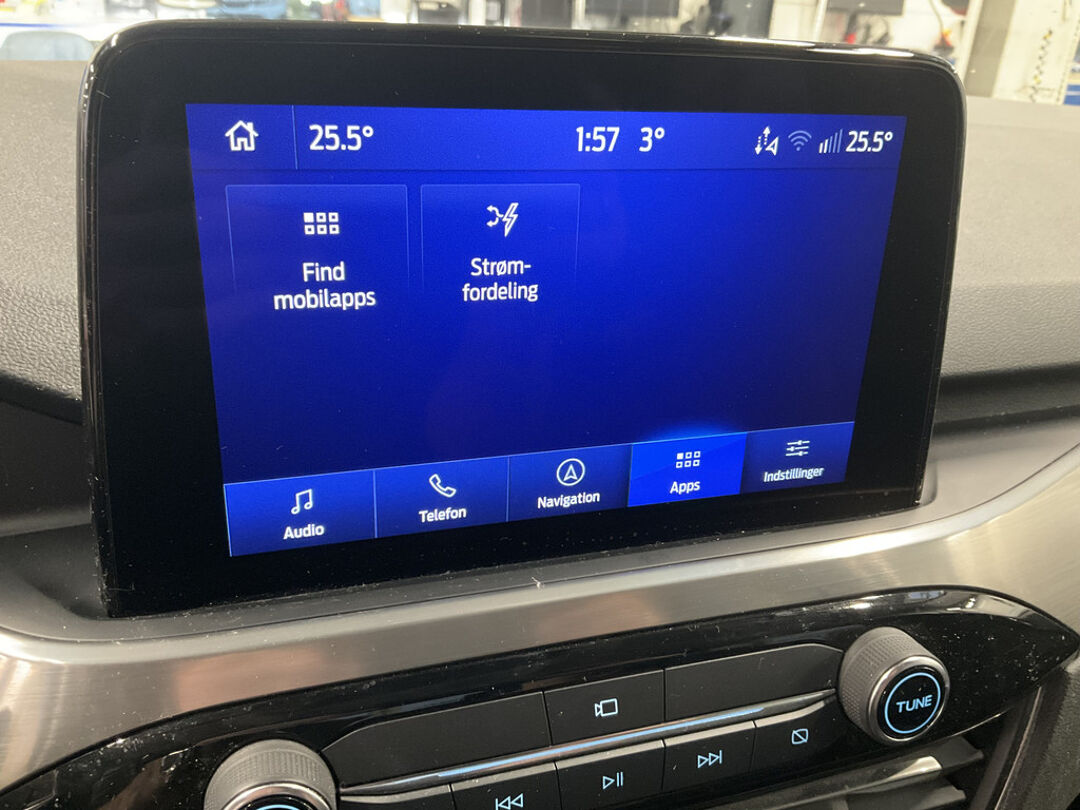 25.5° 1:57 3° 25.5°
Find
mobilapps
Strøm-
fordeling
Audio
Telefon
Navigation
Apps
Indstillinger
TUNE